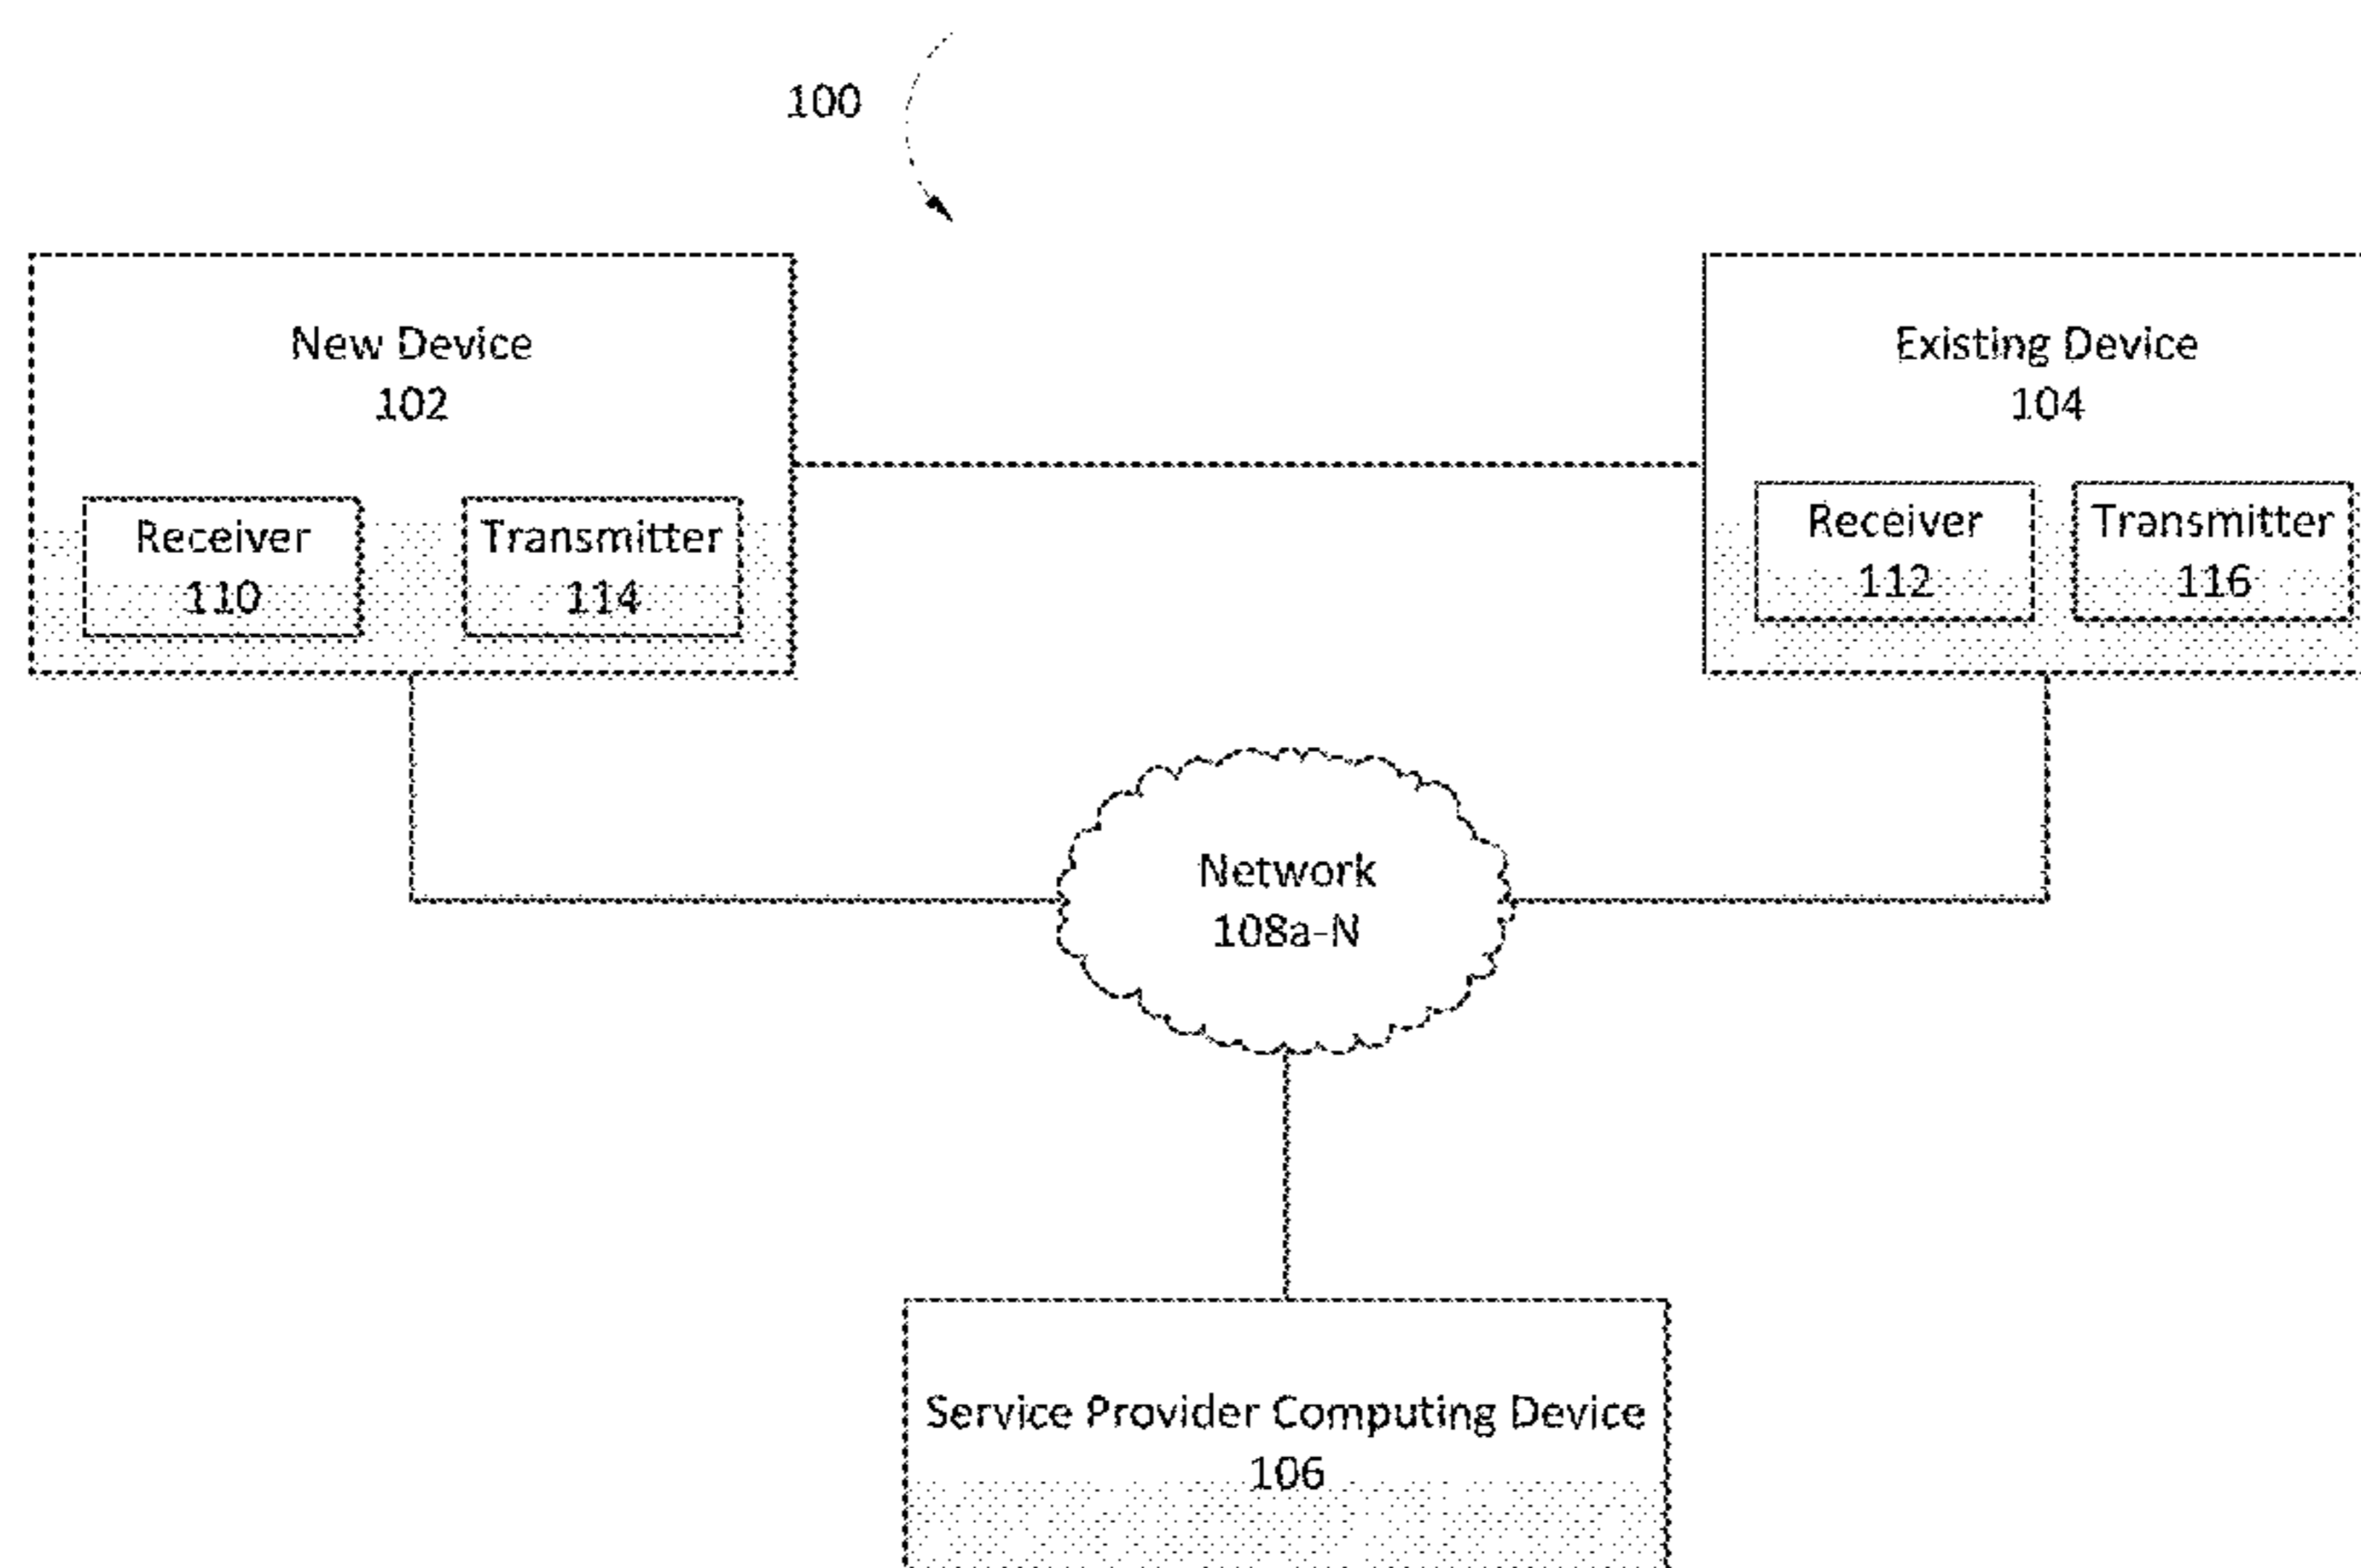 100
New Device
102
Receiver
110
Transmitter
114
Existing Device
104
Receiver
112
Transmitter
116
Network
108a-N
Service Provider Computing Device
106